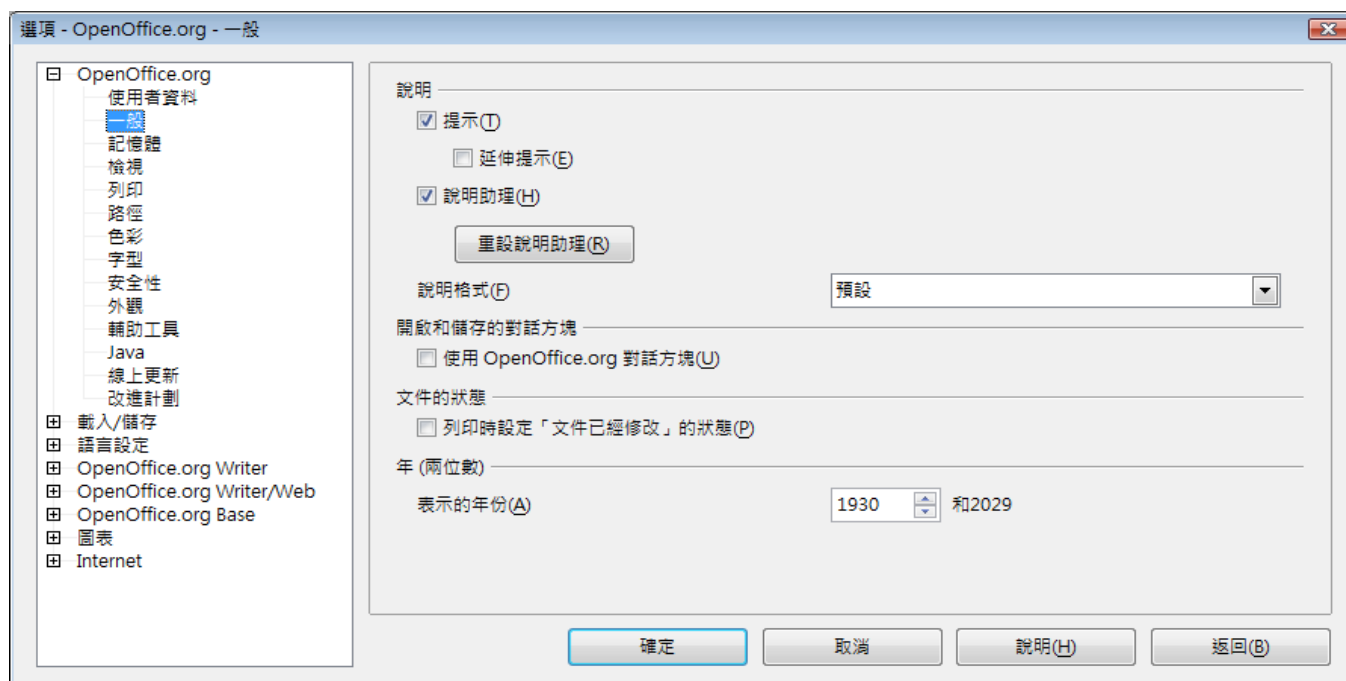 選項 - OpenOffice.org - 一般
OpenOffice.org
使用者資料
一般
記憶體
檢視
列印
路徑
色彩
字型
安全性
外觀
輔助工具
Java
線上更新
改進計劃
載入/儲存
語言設定
OpenOffice.org Writer
OpenOffice.org Writer/Web
OpenOffice.org Base
圖表
Internet
說明
提示(T)
延伸提示(E)
說明助理(H)
重設說明助理(R)
說明格式(F) 預設
開啟和儲存的對話方塊
使用 OpenOffice.org 對話方塊(U)
文件的狀態
列印時設定「文件已經修改」的狀態(P)
年 (兩位數)
表示的年份(A) 1930 和2029
確定 取消 說明(H) 返回(B)